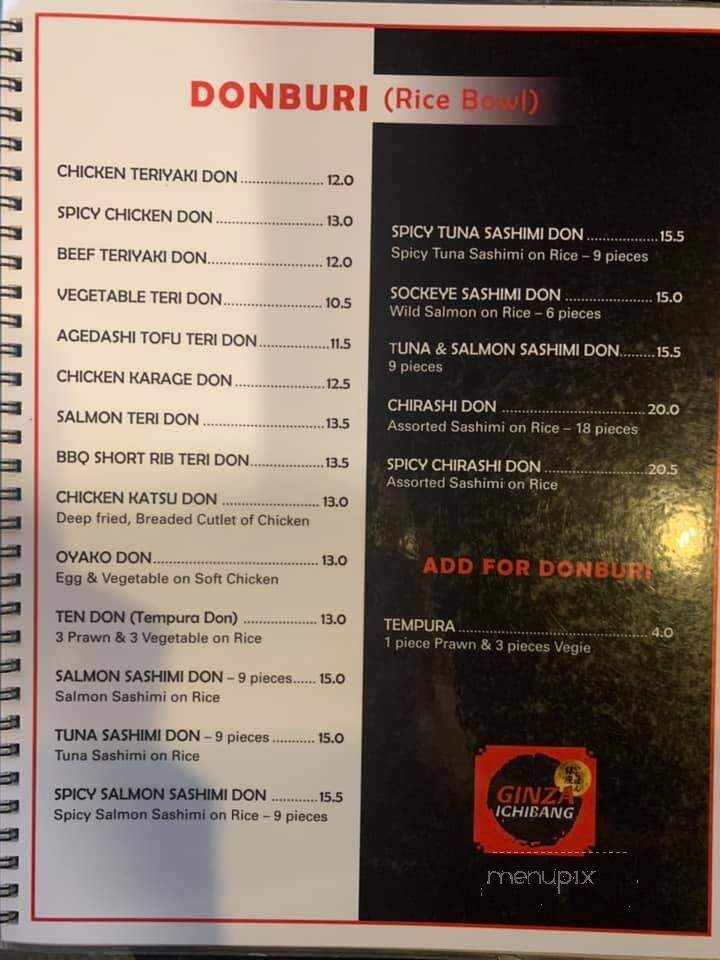 DONBURI (Rice Bowl)
CHICKEN TERIYAKI DON ..................... 12.0
SPICY CHICKEN DON ........................... 13.0
BEEF TERIYAKI DON............................. 12.0
VEGETABLE TERI DON......................... 10.5
AGEDASHI TOFU TERI DON................. 11.5
CHICKEN KARAGE DON ...................... 12.5
SALMON TERI DON .............................. 13.5
BBQ SHORT RIB TERI DON.................. 13.5
CHICKEN KATSU DON ........................ 13.0
Deep fried, Breaded Cutlet of Chicken
OYAKO DON......................................... 13.0
Egg & Vegetable on Soft Chicken
TEN DON (Tempura Don) .................. 13.0
3 Prawn & 3 Vegetable on Rice
SALMON SASHIMI DON – 9 pieces...... 15.0
Salmon Sashimi on Rice
TUNA SASHIMI DON – 9 pieces ........... 15.0
Tuna Sashimi on Rice
SPICY SALMON SASHIMI DON ............ 15.5
Spicy Salmon Sashimi on Rice – 9 pieces
SPICY TUNA SASHIMI DON .................. 15.5
Spicy Tuna Sashimi on Rice – 9 pieces
SOCKEYE SASHIMI DON ...................... 15.0
Wild Salmon on Rice – 6 pieces
TUNA & SALMON SASHIMI DON......... 15.5
9 pieces
CHIRASHI DON .................................... 20.0
Assorted Sashimi on Rice – 18 pieces
SPICY CHIRASHI DON .......................... 20.5
Assorted Sashimi on Rice
ADD FOR DONBURI
TEMPURA ................................................ 4.0
1 piece Prawn & 3 pieces Vegie
GINZA
ICHIBANG
menupix